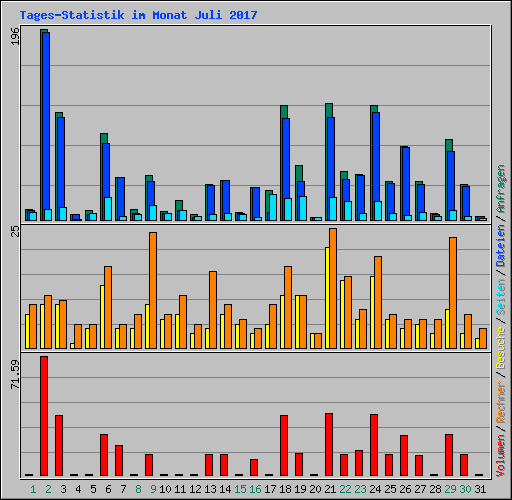 Tages-Statistik im Monat Juli 2017
196
25
71.59
Volumen / Rechner / Besuche / Seiten / Dateien / Anfragen
1 2 3 4 5 6 7 8 9 10 11 12 13 14 15 16 17 18 19 20 21 22 23 24 25 26 27 28 29 30 31